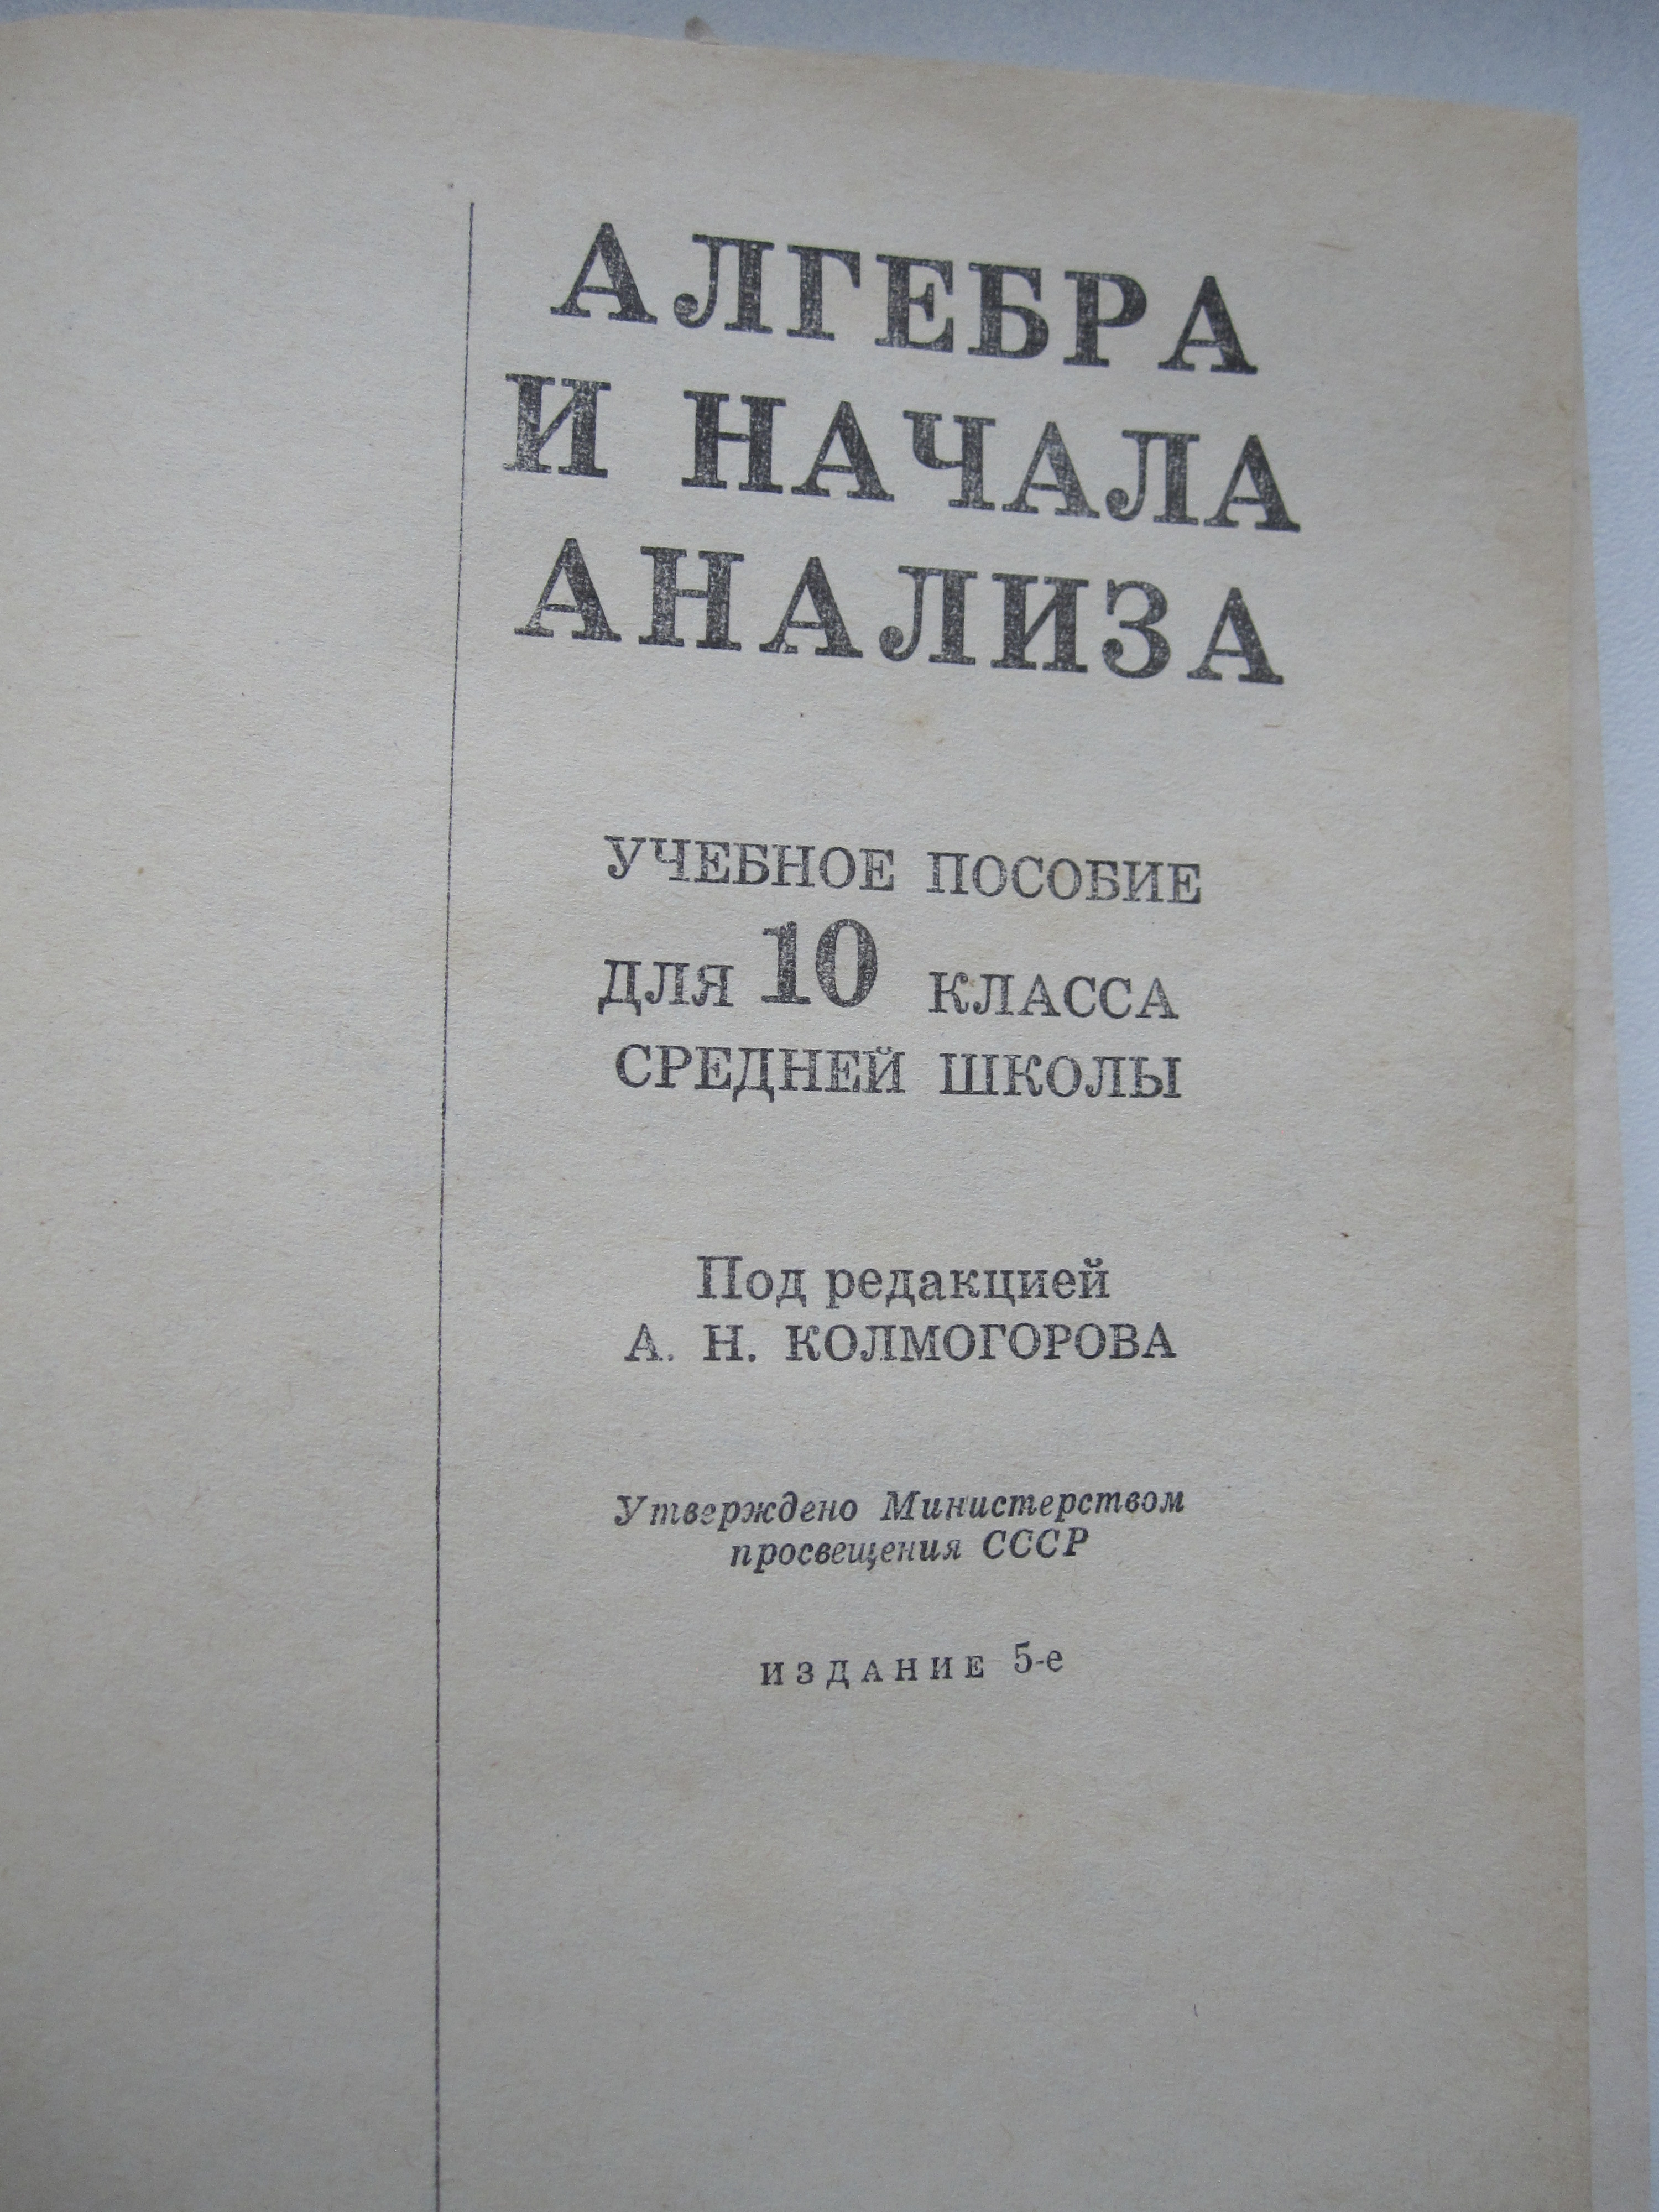 АЛГЕБРА
И НАЧАЛА
АНАЛИЗА
УЧЕБНОЕ ПОСОБИЕ
ДЛЯ 10 КЛАССА
СРЕДНЕЙ ШКОЛЫ
Под редакцией
А. Н. КОЛМОГОРОВА
Утверждено Министерством
просвещения СССР
ИЗДАНИЕ 5-е